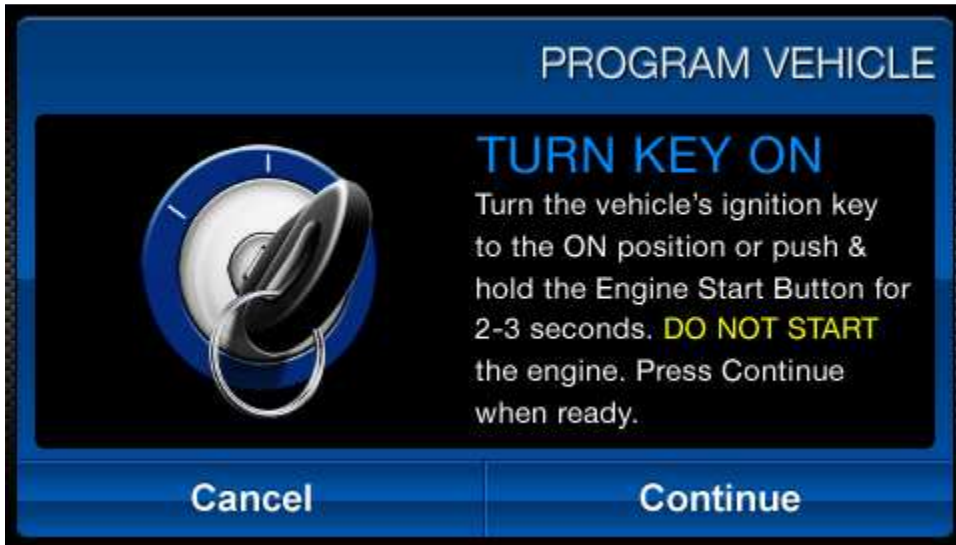 PROGRAM VEHICLE
TURN KEY ON
Turn the vehicle's ignition key
to the ON position or push &
hold the Engine Start Button for
2-3 seconds. DO NOT START
the engine. Press Continue
when ready.
Cancel
Continue